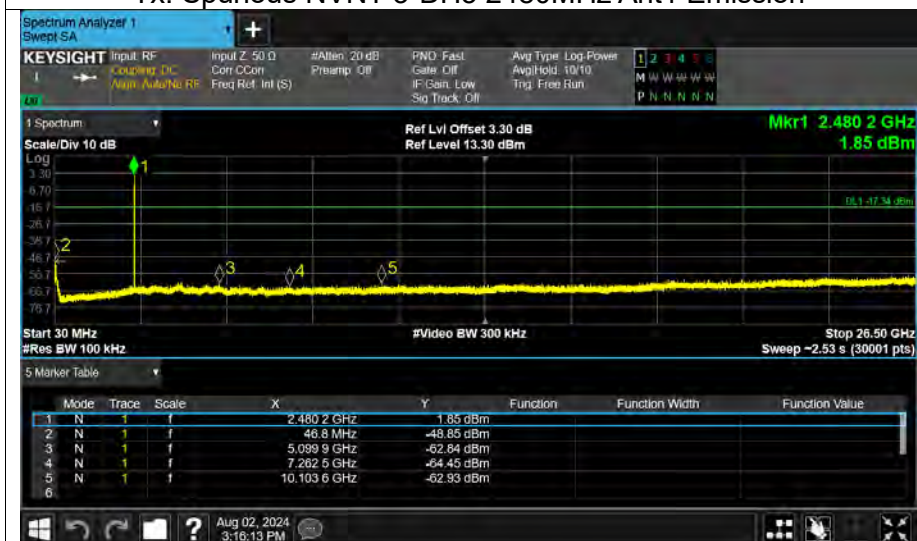 Tx. Spurious NVNT 3-DH5 2480MHz Ant1 Emission
Spectrum Analyzer 1
Swept SA
KEYSIGHT Input: RF Input Z: 50 Ω #Atten: 20 dB PNO: Fast Avg Type: Log-Power 1 2 3 4 5 6
Coupling: DC Corr CCorr Preamp: Off Gate: Off Avg|Hold: 10/10 M W W W W W
Align: Auto/No RF Freq Ref: Int (S) IF Gain: Low Trig: Free Run
Sig Track: Off P N N N N N
1 Spectrum
Ref Lvl Offset 3.30 dB Mkr1 2.480 2 GHz
Scale/Div 10 dB Ref Level 13.30 dBm 1.85 dBm
Log
1
3.30
-6.70
-16.7 DL1 -17.34 dBm
-26.7
-36.7
2
-46.7
-56.7 3 4 5
-66.7
-76.7
Start 30 MHz #Video BW 300 kHz Stop 26.50 GHz
#Res BW 100 kHz Sweep ~2.53 s (30001 pts)
5 Marker Table
Mode Trace Scale X Y Function Function Width Function Value
1 N 1 f 2.480 2 GHz 1.85 dBm
2 N 1 f 46.8 MHz -48.85 dBm
3 N 1 f 5.099 9 GHz -62.64 dBm
4 N 1 f 7.262 5 GHz -64.45 dBm
5 N 1 f 10.103 6 GHz -62.93 dBm
6
? Aug 02, 2024
3:16:13 PM